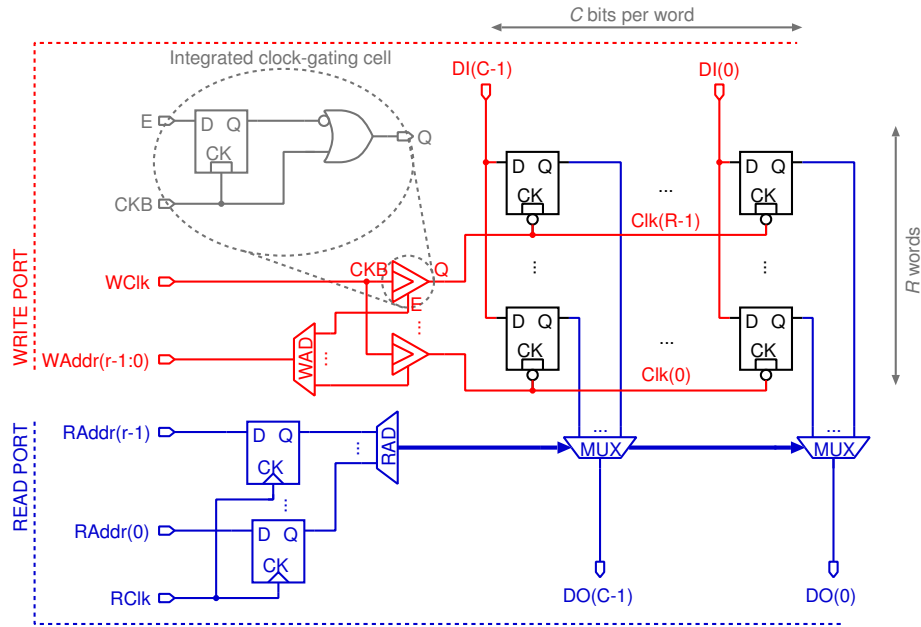 C bits per word
Integrated clock-gating cell
DI(C-1)
DI(0)
E
D
Q
CK
Q
CKB
D
Q
CK
...
D
Q
CK
R words
Clk(R-1)
WRITE PORT
WClk
CKB
Q
E
...
...
...
WAddr(r-1:0)
WAD
...
...
D
Q
CK
...
D
Q
CK
Clk(0)
READ PORT
RAddr(r-1)
D
Q
CK
...
RAD
...
MUX
...
MUX
...
RAddr(0)
D
Q
CK
RClk
DO(C-1)
DO(0)